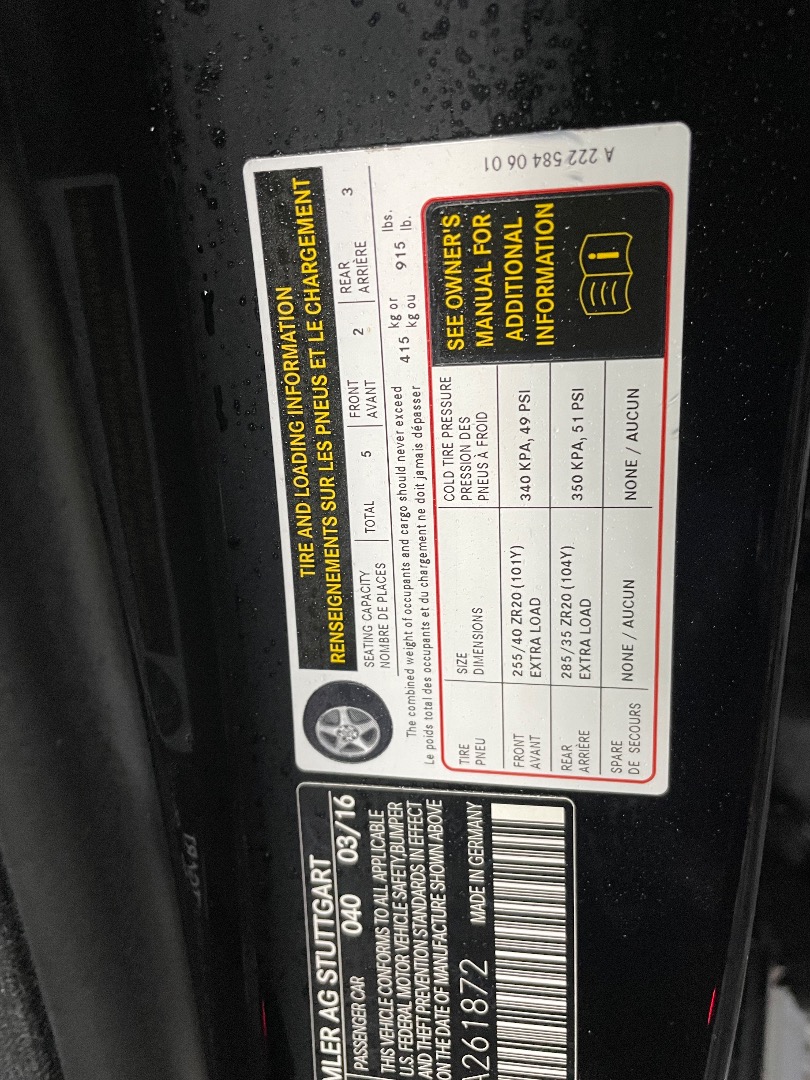 TIRE AND LOADING INFORMATION
RENSEIGNEMENTS SUR LES PNEUS ET LE CHARGEMENT
SEATING CAPACITY
NOMBRE DE PLACES
TOTAL 5
FRONT
AVANT
2
REAR
ARRIÈRE
3
The combined weight of occupants and cargo should never exceed 415 kg or 915 lbs.
Le poids total des occupants et du chargement ne doit jamais dépasser kg ou lb.
TIRE
PNEU
SIZE
DIMENSIONS
COLD TIRE PRESSURE
PRESSION DES
PNEUS À FROID
FRONT
AVANT
255/40 ZR20 (101Y)
EXTRA LOAD
340 KPA, 49 PSI
REAR
ARRIÈRE
285/35 ZR20 (104Y)
EXTRA LOAD
350 KPA, 51 PSI
SPARE
DE SECOURS
NONE / AUCUN
NONE / AUCUN
SEE OWNER'S
MANUAL FOR
ADDITIONAL
INFORMATION
i
A 222 584 06 01
MLER AG STUTTGART
PASSENGER CAR 040 03/16
THIS VEHICLE CONFORMS TO ALL APPLICABLE
U.S. FEDERAL MOTOR VEHICLE SAFETY,BUMPER
AND THEFT PREVENTION STANDARDS IN EFFECT
ON THE DATE OF MANUFACTURE SHOWN ABOVE
A261872 MADE IN GERMANY